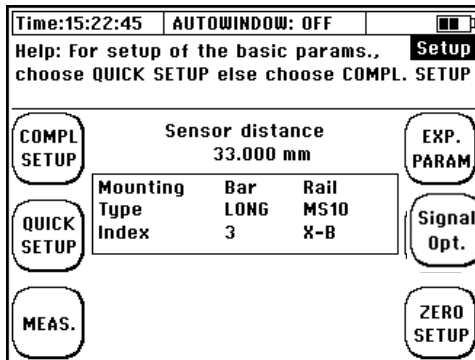 Time:15:22:45 AUTOWINDOW: OFF
Help: For setup of the basic params., Setup
choose QUICK SETUP else choose COMPL. SETUP
COMPL SETUP
Sensor distance
33.000 mm
EXP. PARAM.
Mounting Bar Rail
Type LONG MS10
Index 3 X-B
QUICK SETUP
Signal Opt.
MEAS.
ZERO SETUP